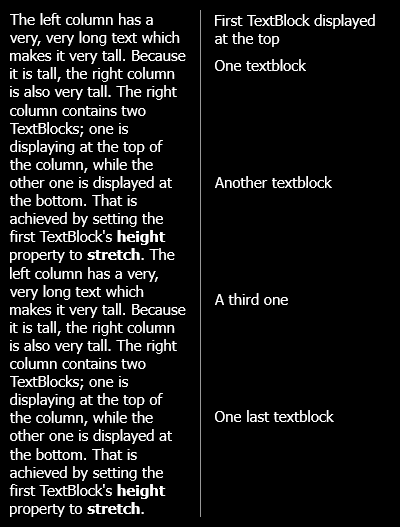 The left column has a
very, very long text which
makes it very tall. Because
it is tall, the right column
is also very tall. The right
column contains two
TextBlocks; one is
displaying at the top of
the column, while the
other one is displayed at
the bottom. That is
achieved by setting the
first TextBlock's height
property to stretch. The
left column has a very,
very long text which
makes it very tall. Because
it is tall, the right column
is also very tall. The right
column contains two
TextBlocks; one is
displaying at the top of
the column, while the
other one is displayed at
the bottom. That is
achieved by setting the
first TextBlock's height
property to stretch.
First TextBlock displayed
at the top
One textblock
Another textblock
A third one
One last textblock